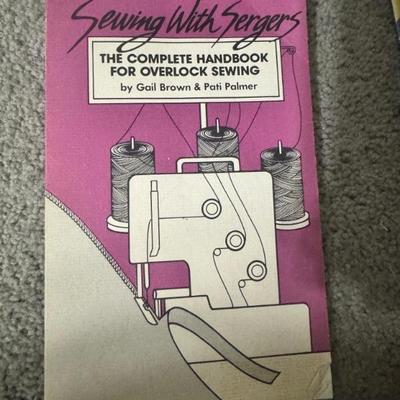 Sewing With Sergers
THE COMPLETE HANDBOOK
FOR OVERLOCK SEWING
by Gail Brown & Pati Palmer